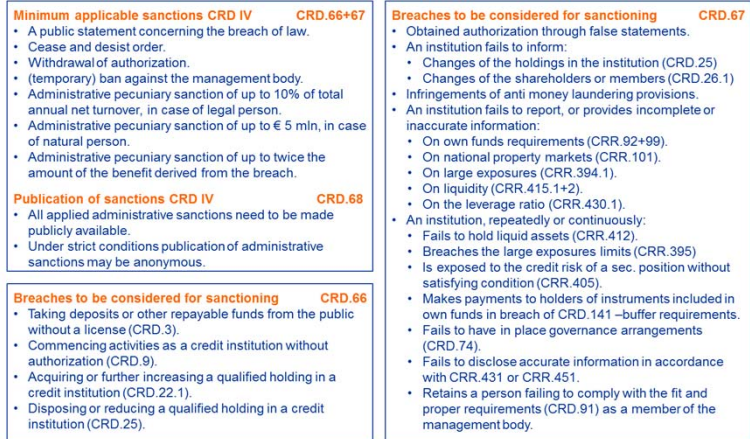 Minimum applicable sanctions CRD IV CRD.66+67
• A public statement concerning the breach of law.
• Cease and desist order.
• Withdrawal of authorization.
• (temporary) ban against the management body.
• Administrative pecuniary sanction of up to 10% of total
annual net turnover, in case of legal person.
• Administrative pecuniary sanction of up to € 5 mln, in case
of natural person.
• Administrative pecuniary sanction of up to twice the
amount of the benefit derived from the breach.
Publication of sanctions CRD IV CRD.68
• All applied administrative sanctions need to be made
publicly available.
• Under strict conditions publication of administrative
sanctions may be anonymous.
Breaches to be considered for sanctioning CRD.66
• Taking deposits or other repayable funds from the public
without a license (CRD.3).
• Commencing activities as a credit institution without
authorization (CRD.9).
• Acquiring or further increasing a qualified holding in a
credit institution (CRD.22.1).
• Disposing or reducing a qualified holding in a credit
institution (CRD.25).
Breaches to be considered for sanctioning CRD.67
• Obtained authorization through false statements.
• An institution fails to inform:
• Changes of the holdings in the institution (CRD.25)
• Changes of the shareholders or members (CRD.26.1)
• Infringements of anti money laundering provisions.
• An institution fails to report, or provides incomplete or
inaccurate information:
• On own funds requirements (CRR.92+99).
• On national property markets (CRR.101).
• On large exposures (CRR.394.1).
• On liquidity (CRR.415.1+2).
• On the leverage ratio (CRR.430.1).
• An institution, repeatedly or continuously:
• Fails to hold liquid assets (CRR.412).
• Breaches the large exposures limits (CRR.395)
• Is exposed to the credit risk of a sec. position without
satisfying condition (CRR.405).
• Makes payments to holders of instruments included in
own funds in breach of CRD.141 –buffer requirements.
• Fails to have in place governance arrangements
(CRD.74).
• Fails to disclose accurate information in accordance
with CRR.431 or CRR.451.
• Retains a person failing to comply with the fit and
proper requirements (CRD.91) as a member of the
management body.